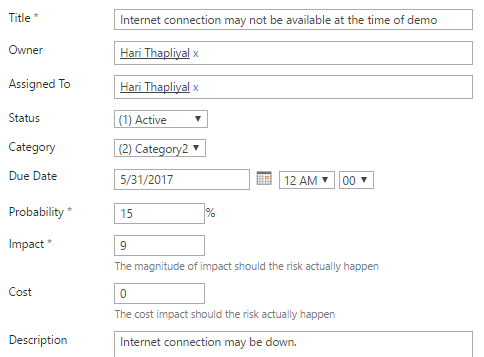 Title * Internet connection may not be available at the time of demo
Owner Hari Thapliyal x
Assigned To Hari Thapliyal x
Status (1) Active
Category (2) Category2
Due Date 5/31/2017 12 AM 00
Probability * 15 %
Impact * 9
The magnitude of impact should the risk actually happen
Cost 0
The cost impact should the risk actually happen
Description Internet connection may be down.